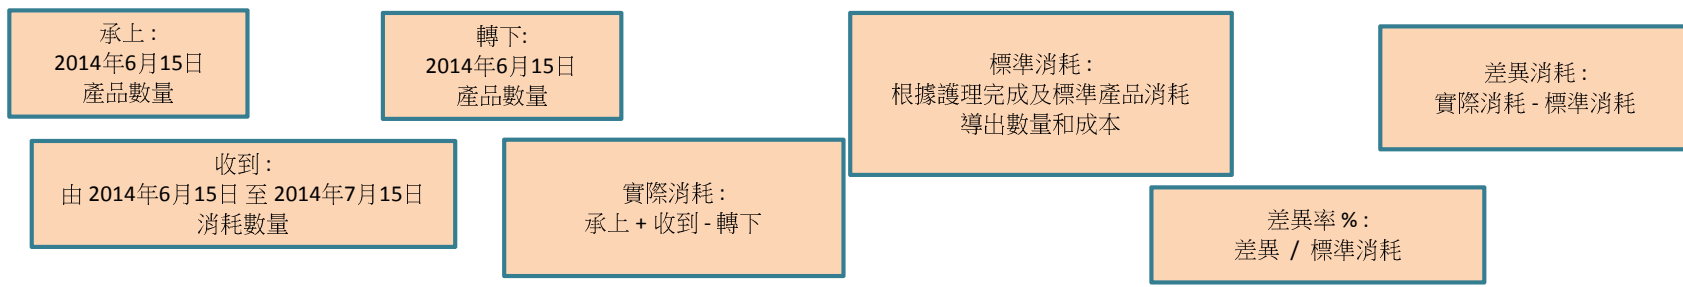 承上 :
2014年6月15日
產品數量
轉下:
2014年6月15日
產品數量
標準消耗 :
根據護理完成及標準產品消耗
導出數量和成本
差異消耗 :
實際消耗 - 標準消耗
收到 :
由 2014年6月15日 至 2014年7月15日
消耗數量
實際消耗 :
承上 + 收到 - 轉下
差異率 % :
差異 / 標準消耗